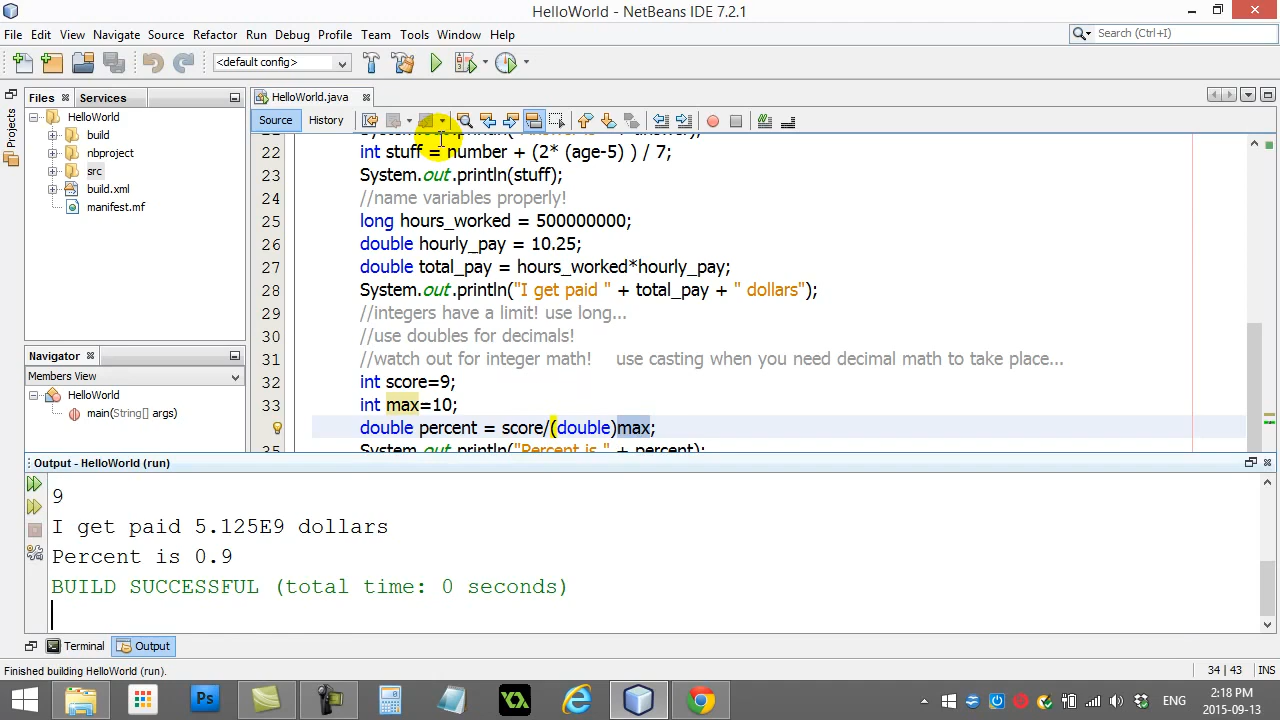 HelloWorld - NetBeans IDE 7.2.1
File Edit View Navigate Source Refactor Run Debug Profile Team Tools Window Help
Search (Ctrl+I)
<default config>
Projects
Files Services
HelloWorld
build
nbproject
src
build.xml
manifest.mf
Navigator
Members View
HelloWorld
main(String[] args)
HelloWorld.java
Source History
22 int stuff = number + (2* (age-5) ) / 7;
23 System.out.println(stuff);
24 //name variables properly!
25 long hours_worked = 500000000;
26 double hourly_pay = 10.25;
27 double total_pay = hours_worked*hourly_pay;
28 System.out.println("I get paid " + total_pay + " dollars");
29 //integers have a limit! use long...
30 //use doubles for decimals!
31 //watch out for integer math! use casting when you need decimal math to take place...
32 int score=9;
33 int max=10;
double percent = score/(double)max;
35 System.out.println("Percent is " + percent);
Output - HelloWorld (run)
9
I get paid 5.125E9 dollars
Percent is 0.9
BUILD SUCCESSFUL (total time: 0 seconds)
Terminal Output
Finished building HelloWorld (run).
34 | 43 INS
Ps
ENG
2:18 PM
2015-09-13